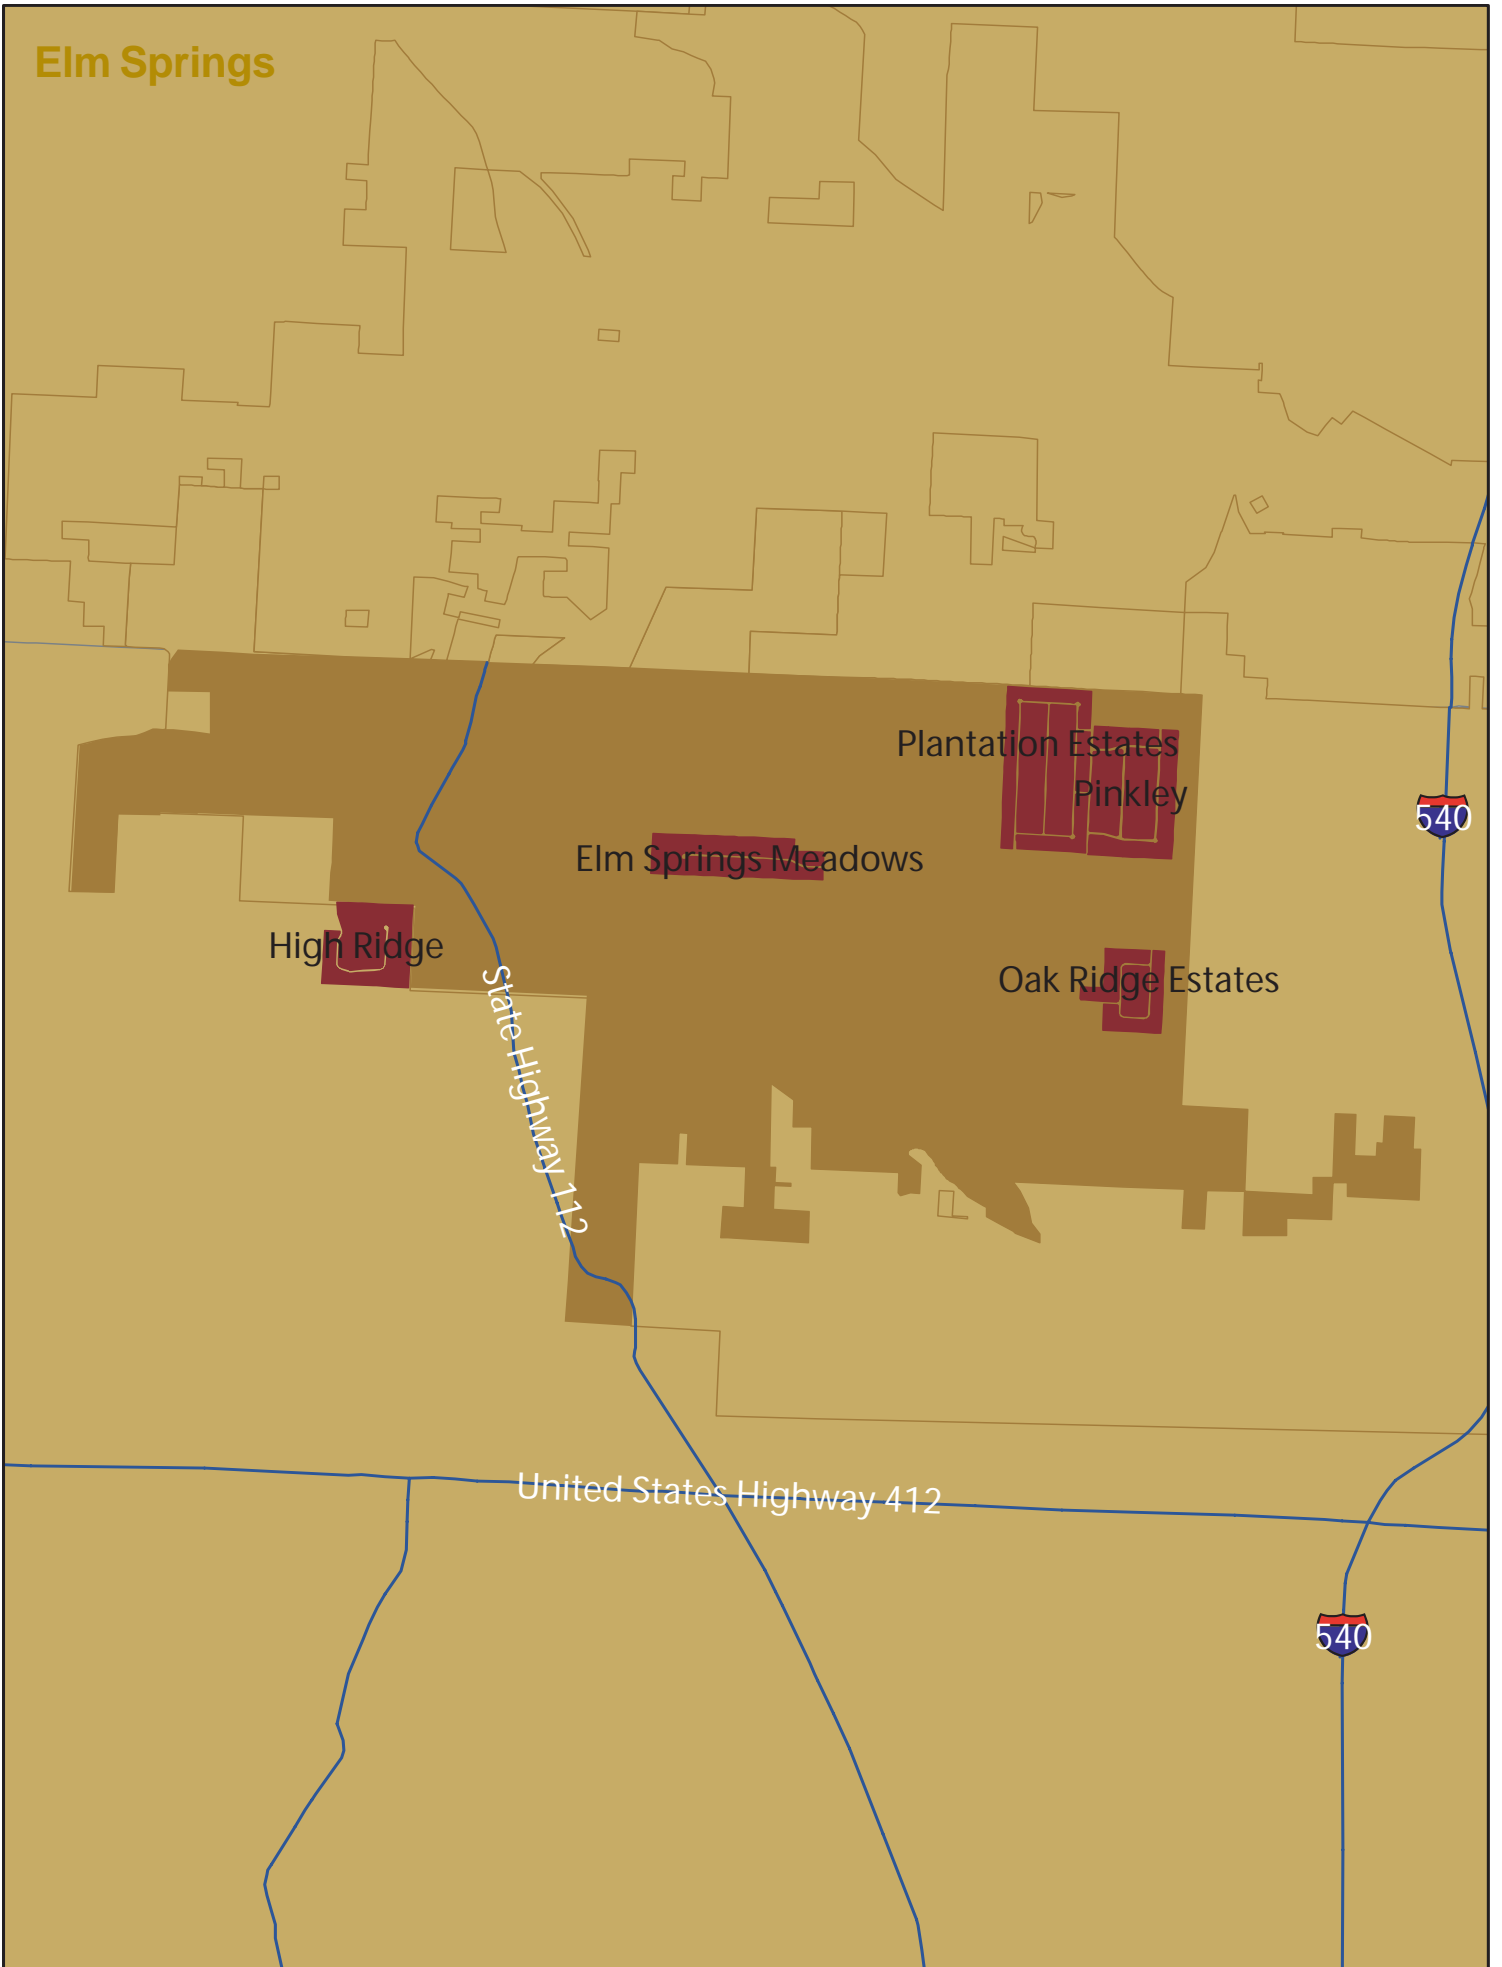 Elm Springs
Plantation Estates
Pinkley
540
Elm Springs Meadows
High Ridge
Oak Ridge Estates
State Highway 112
United States Highway 412
540